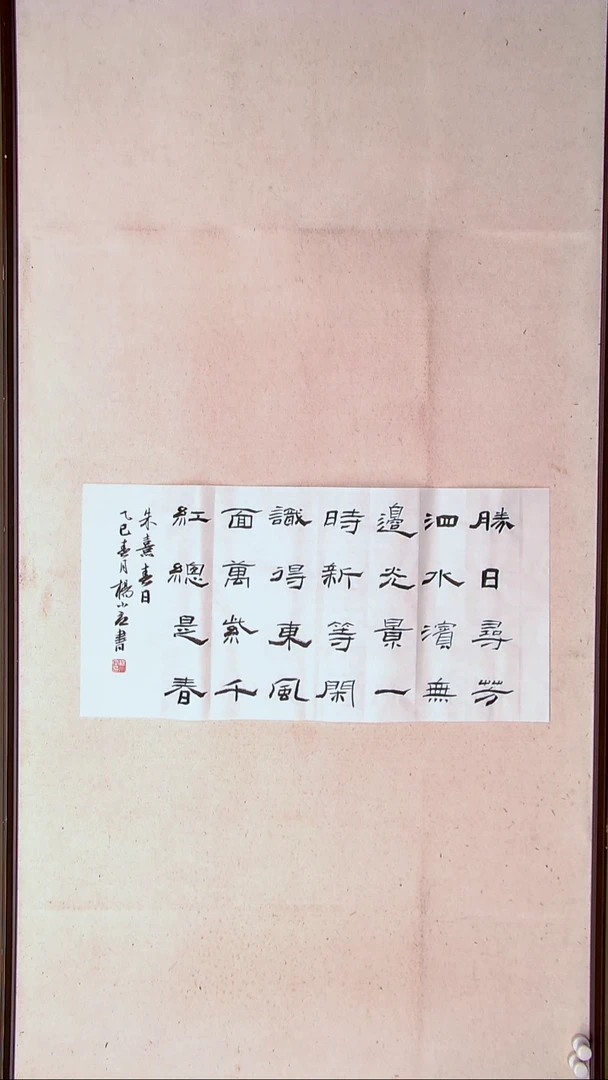 勝日尋芳
泗水濱無
邊光景一
時新等閑
識得東風
面萬紫千
紅總是春
朱熹春日
乙巳春月楊小玄書